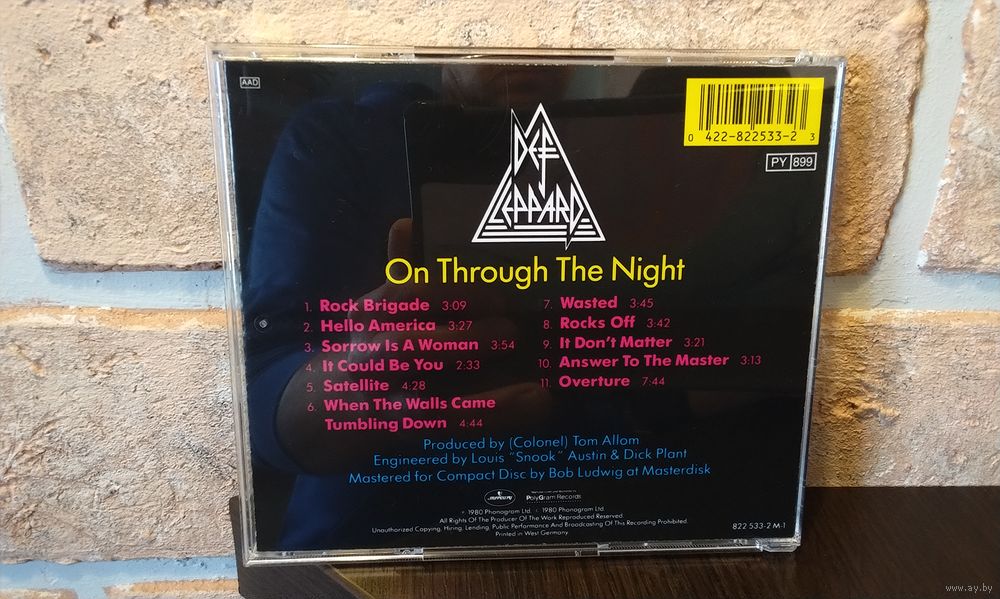 AAD
0 422-822533-2 3
PY 899
DEF
LEPPARD
On Through The Night
1. Rock Brigade 3:09
2. Hello America 3:27
3. Sorrow Is A Woman 3:54
4. It Could Be You 2:33
5. Satellite 4:28
6. When The Walls Came
Tumbling Down 4:44
7. Wasted 3:45
8. Rocks Off 3:42
9. It Don't Matter 3:21
10. Answer To The Master 3:13
11. Overture 7:44
Produced by (Colonel) Tom Allom
Engineered by Louis "Snook" Austin & Dick Plant
Mastered for Compact Disc by Bob Ludwig at Masterdisk
mercury
PolyGram Records
℗ 1980 Phonogram Ltd. © 1980 Phonogram Ltd.
All Rights Of The Producer Of The Work Reproduced Reserved.
Unauthorized Copying, Hiring, Lending, Public Performance And Broadcasting Of This Recording Prohibited.
Printed in West Germany
822 533-2 M-1
www.ay.by